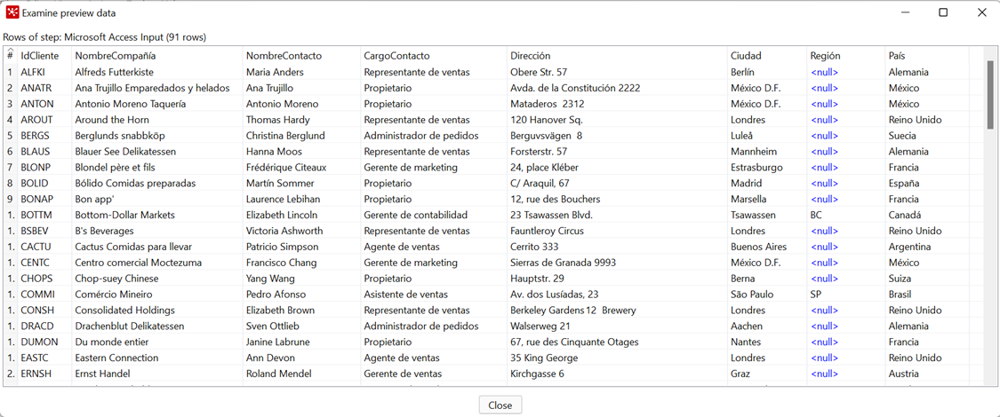 Examine preview data
Rows of step: Microsoft Access Input (91 rows)
# IdCliente NombreCompañía NombreContacto CargoContacto Dirección Ciudad Región País
1 ALFKI Alfreds Futterkiste Maria Anders Representante de ventas Obere Str. 57 Berlín <null> Alemania
2 ANATR Ana Trujillo Emparedados y helados Ana Trujillo Propietario Avda. de la Constitución 2222 México D.F. <null> México
3 ANTON Antonio Moreno Taquería Antonio Moreno Propietario Mataderos 2312 México D.F. <null> México
4 AROUT Around the Horn Thomas Hardy Representante de ventas 120 Hanover Sq. Londres <null> Reino Unido
5 BERGS Berglunds snabbköp Christina Berglund Administrador de pedidos Berguvsvägen 8 Luleå <null> Suecia
6 BLAUS Blauer See Delikatessen Hanna Moos Representante de ventas Forsterstr. 57 Mannheim <null> Alemania
7 BLONP Blondel père et fils Frédérique Citeaux Gerente de marketing 24, place Kléber Estrasburgo <null> Francia
8 BOLID Bólido Comidas preparadas Martín Sommer Propietario C/ Araquil, 67 Madrid <null> España
9 BONAP Bon app' Laurence Lebihan Propietario 12, rue des Bouchers Marsella <null> Francia
1. BOTTM Bottom-Dollar Markets Elizabeth Lincoln Gerente de contabilidad 23 Tsawassen Blvd. Tsawassen BC Canadá
1. BSBEV B's Beverages Victoria Ashworth Representante de ventas Fauntleroy Circus Londres <null> Reino Unido
1. CACTU Cactus Comidas para llevar Patricio Simpson Agente de ventas Cerrito 333 Buenos Aires <null> Argentina
1. CENTC Centro comercial Moctezuma Francisco Chang Gerente de marketing Sierras de Granada 9993 México D.F. <null> México
1. CHOPS Chop-suey Chinese Yang Wang Propietario Hauptstr. 29 Berna <null> Suiza
1. COMMI Comércio Mineiro Pedro Afonso Asistente de ventas Av. dos Lusíadas, 23 São Paulo SP Brasil
1. CONSH Consolidated Holdings Elizabeth Brown Representante de ventas Berkeley Gardens 12 Brewery Londres <null> Reino Unido
1. DRACD Drachenblut Delikatessen Sven Ottlieb Administrador de pedidos Walserweg 21 Aachen <null> Alemania
1. DUMON Du monde entier Janine Labrune Propietario 67, rue des Cinquante Otages Nantes <null> Francia
1. EASTC Eastern Connection Ann Devon Agente de ventas 35 King George Londres <null> Reino Unido
2. ERNSH Ernst Handel Roland Mendel Gerente de ventas Kirchgasse 6 Graz <null> Austria
Close